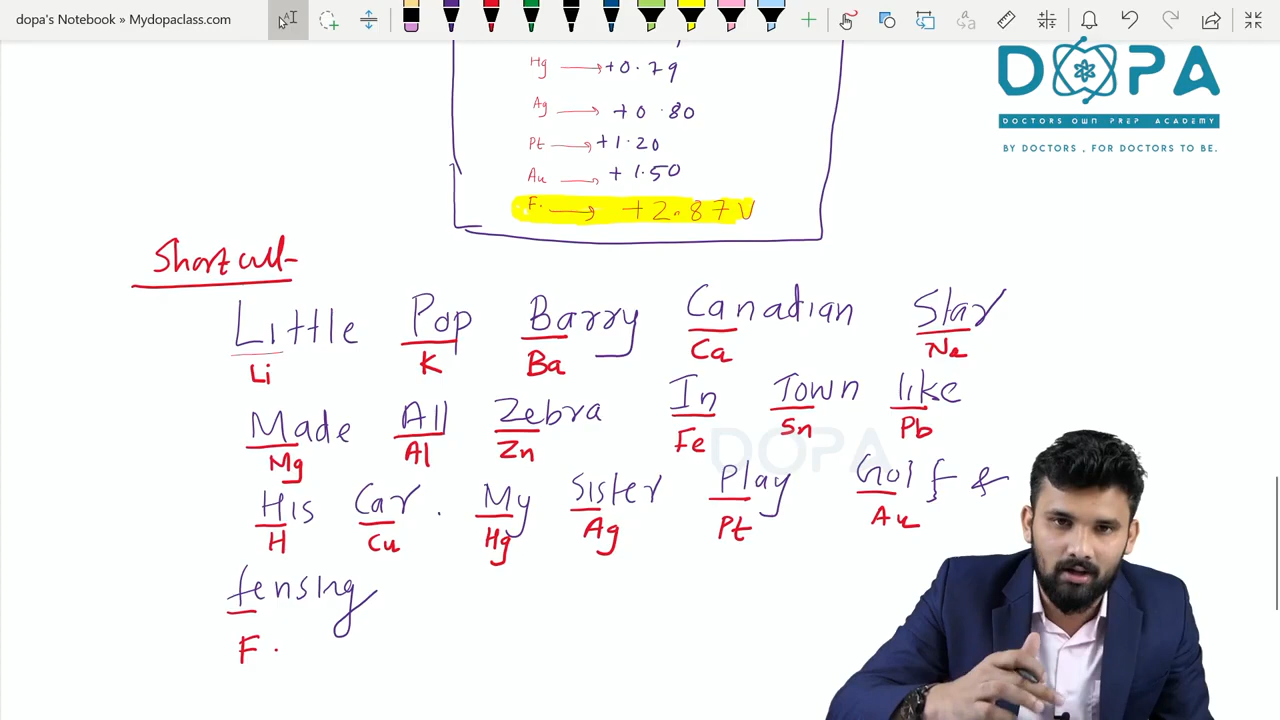 dopa's Notebook » Mydopaclass.com
DOPA
DOCTORS OWN PREP ACADEMY
BY DOCTORS , FOR DOCTORS TO BE.
Hg → +0.79
Ag → +0.80
Pt → +1.20
Au → +1.50
F. → +2.87 V
Shortcut
Little Pop Barry Canadian Star
Li K Ba Ca Na
Made All Zebra In Town like
Mg Al Zn Fe Sn Pb
DOPA
His Car. My Sister Play Golf &
H Cu Hg Ag Pt Au
fensing
F.